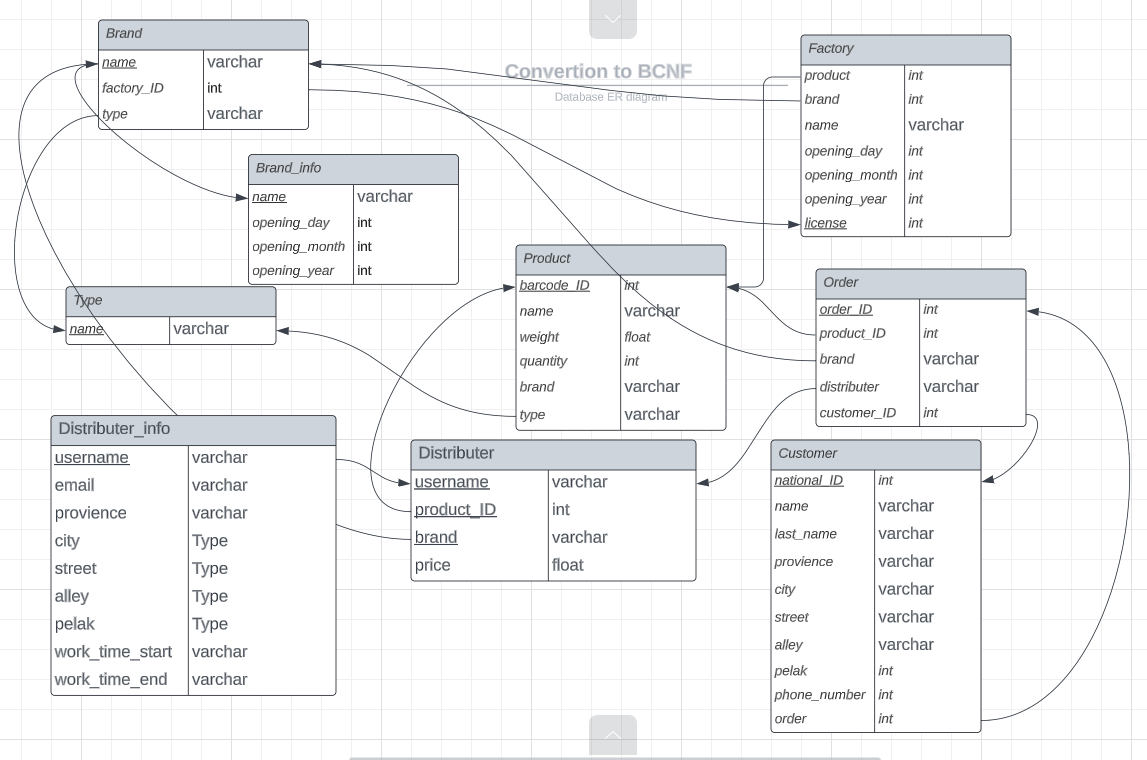 Convertion to BCNF
Database ER diagram
Brand
name varchar
factory_ID int
type varchar
Brand_info
name varchar
opening_day int
opening_month int
opening_year int
Type
name varchar
Factory
product int
brand int
name varchar
opening_day int
opening_month int
opening_year int
license int
Product
barcode_ID int
name varchar
weight float
quantity int
brand varchar
type varchar
Order
order_ID int
product_ID int
brand varchar
distributer varchar
customer_ID int
Distributer_info
username varchar
email varchar
provience varchar
city Type
street Type
alley Type
pelak Type
work_time_start varchar
work_time_end varchar
Distributer
username varchar
product_ID int
brand varchar
price float
Customer
national_ID int
name varchar
last_name varchar
provience varchar
city varchar
street varchar
alley varchar
pelak int
phone_number int
order int